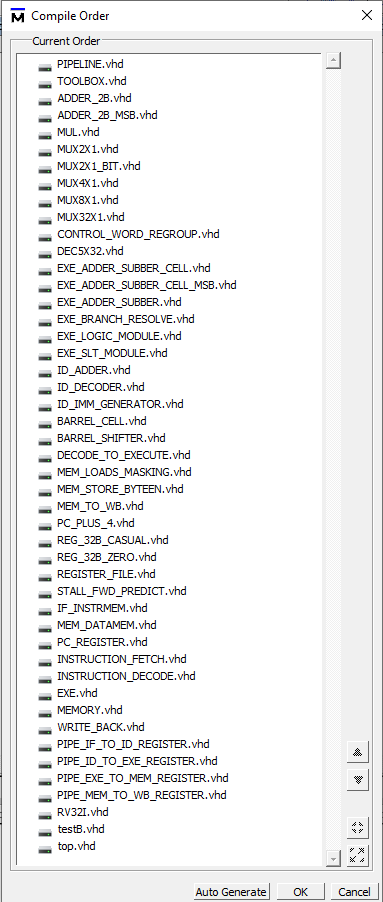 Compile Order
Current Order
PIPELINE.vhd
TOOLBOX.vhd
ADDER_2B.vhd
ADDER_2B_MSB.vhd
MUL.vhd
MUX2X1.vhd
MUX2X1_BIT.vhd
MUX4X1.vhd
MUX8X1.vhd
MUX32X1.vhd
CONTROL_WORD_REGROUP.vhd
DEC5X32.vhd
EXE_ADDER_SUBBER_CELL.vhd
EXE_ADDER_SUBBER_CELL_MSB.vhd
EXE_ADDER_SUBBER.vhd
EXE_BRANCH_RESOLVE.vhd
EXE_LOGIC_MODULE.vhd
EXE_SLT_MODULE.vhd
ID_ADDER.vhd
ID_DECODER.vhd
ID_IMM_GENERATOR.vhd
BARREL_CELL.vhd
BARREL_SHIFTER.vhd
DECODE_TO_EXECUTE.vhd
MEM_LOADS_MASKING.vhd
MEM_STORE_BYTEEN.vhd
MEM_TO_WB.vhd
PC_PLUS_4.vhd
REG_32B_CASUAL.vhd
REG_32B_ZERO.vhd
REGISTER_FILE.vhd
STALL_FWD_PREDICT.vhd
IF_INSTRMEM.vhd
MEM_DATAMEM.vhd
PC_REGISTER.vhd
INSTRUCTION_FETCH.vhd
INSTRUCTION_DECODE.vhd
EXE.vhd
MEMORY.vhd
WRITE_BACK.vhd
PIPE_IF_TO_ID_REGISTER.vhd
PIPE_ID_TO_EXE_REGISTER.vhd
PIPE_EXE_TO_MEM_REGISTER.vhd
PIPE_MEM_TO_WB_REGISTER.vhd
RV32I.vhd
testB.vhd
top.vhd
Auto Generate OK Cancel